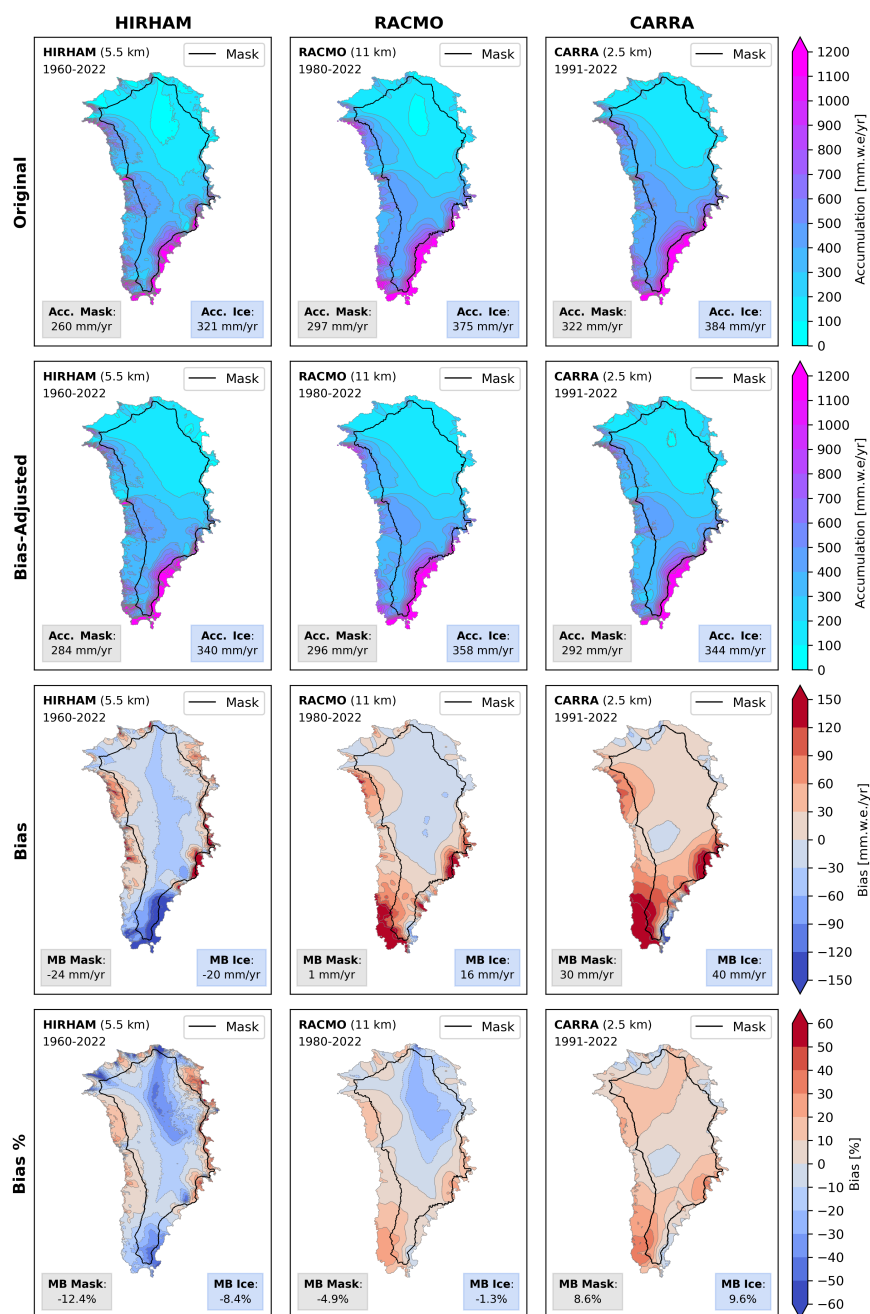 HIRHAM RACMO CARRA
Original
HIRHAM (5.5 km)
1960-2022
Mask
Acc. Mask:
260 mm/yr
Acc. Ice:
321 mm/yr
RACMO (11 km)
1980-2022
Mask
Acc. Mask:
297 mm/yr
Acc. Ice:
375 mm/yr
CARRA (2.5 km)
1991-2022
Mask
Acc. Mask:
322 mm/yr
Acc. Ice:
384 mm/yr
1200
1100
1000
900
800
700
600
500
400
300
200
100
0
Accumulation [mm.w.e/yr]
Bias-Adjusted
HIRHAM (5.5 km)
1960-2022
Mask
Acc. Mask:
284 mm/yr
Acc. Ice:
340 mm/yr
RACMO (11 km)
1980-2022
Mask
Acc. Mask:
296 mm/yr
Acc. Ice:
358 mm/yr
CARRA (2.5 km)
1991-2022
Mask
Acc. Mask:
292 mm/yr
Acc. Ice:
344 mm/yr
1200
1100
1000
900
800
700
600
500
400
300
200
100
0
Accumulation [mm.w.e/yr]
Bias
HIRHAM (5.5 km)
1960-2022
Mask
MB Mask:
-24 mm/yr
MB Ice:
-20 mm/yr
RACMO (11 km)
1980-2022
Mask
MB Mask:
1 mm/yr
MB Ice:
16 mm/yr
CARRA (2.5 km)
1991-2022
Mask
MB Mask:
30 mm/yr
MB Ice:
40 mm/yr
150
120
90
60
30
0
−30
−60
−90
−120
−150
Bias [mm.w.e./yr]
Bias %
HIRHAM (5.5 km)
1960-2022
Mask
MB Mask:
-12.4%
MB Ice:
-8.4%
RACMO (11 km)
1980-2022
Mask
MB Mask:
-4.9%
MB Ice:
-1.3%
CARRA (2.5 km)
1991-2022
Mask
MB Mask:
8.6%
MB Ice:
9.6%
60
50
40
30
20
10
0
−10
−20
−30
−40
−50
−60
Bias [%]